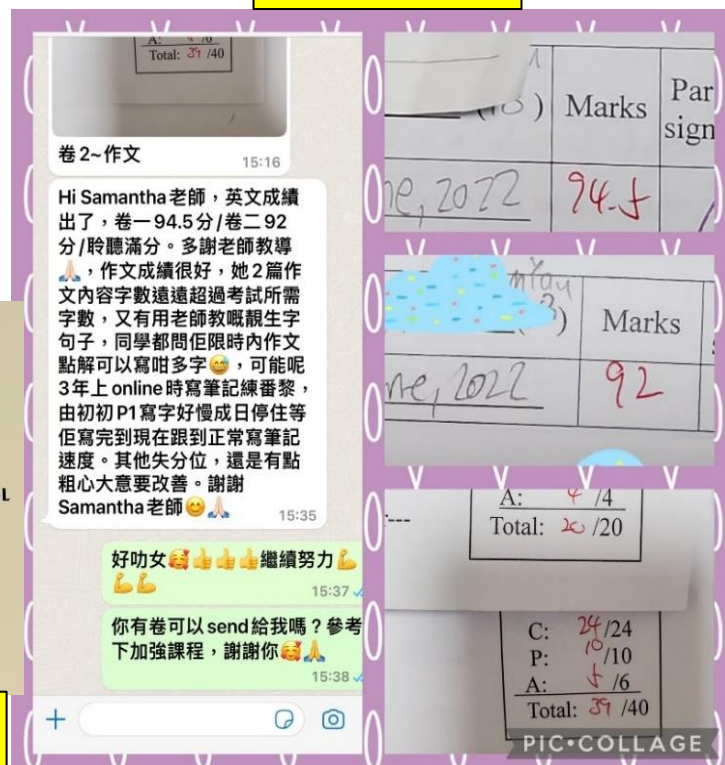 A: /6
Total: 39 /40
卷2~作文
15:16
Hi Samantha老師，英文成績
出了，卷一94.5分/卷二92
分/聆聽滿分。多謝老師教導
🙏🏻，作文成績很好，她2篇作
文內容字數遠遠超過考試所需
字數，又有用老師教嘅靚生字
句子，同學都問佢限時內作文
點解可以寫咁多字😅，可能呢
3年上online時寫筆記練番黎，
由初初P1寫字好慢成日停住等
佢寫完到現在跟到正常寫筆記
速度。其他失分位，還是有點
粗心大意要改善。謝謝
Samantha老師😊🙏🏻
15:35
好叻女🥰👍👍👍繼續努力💪
💪💪
15:37
你有卷可以send給我嗎？參考
下加強課程，謝謝你🥰🙏
15:38
Marks
Par
sign
ne, 2022
94.5
Marks
ne, 2022
92
A: 4 /4
Total: 20 /20
C: 24 /24
P: 10 /10
A: 5 /6
Total: 39 /40
PIC•COLLAGE